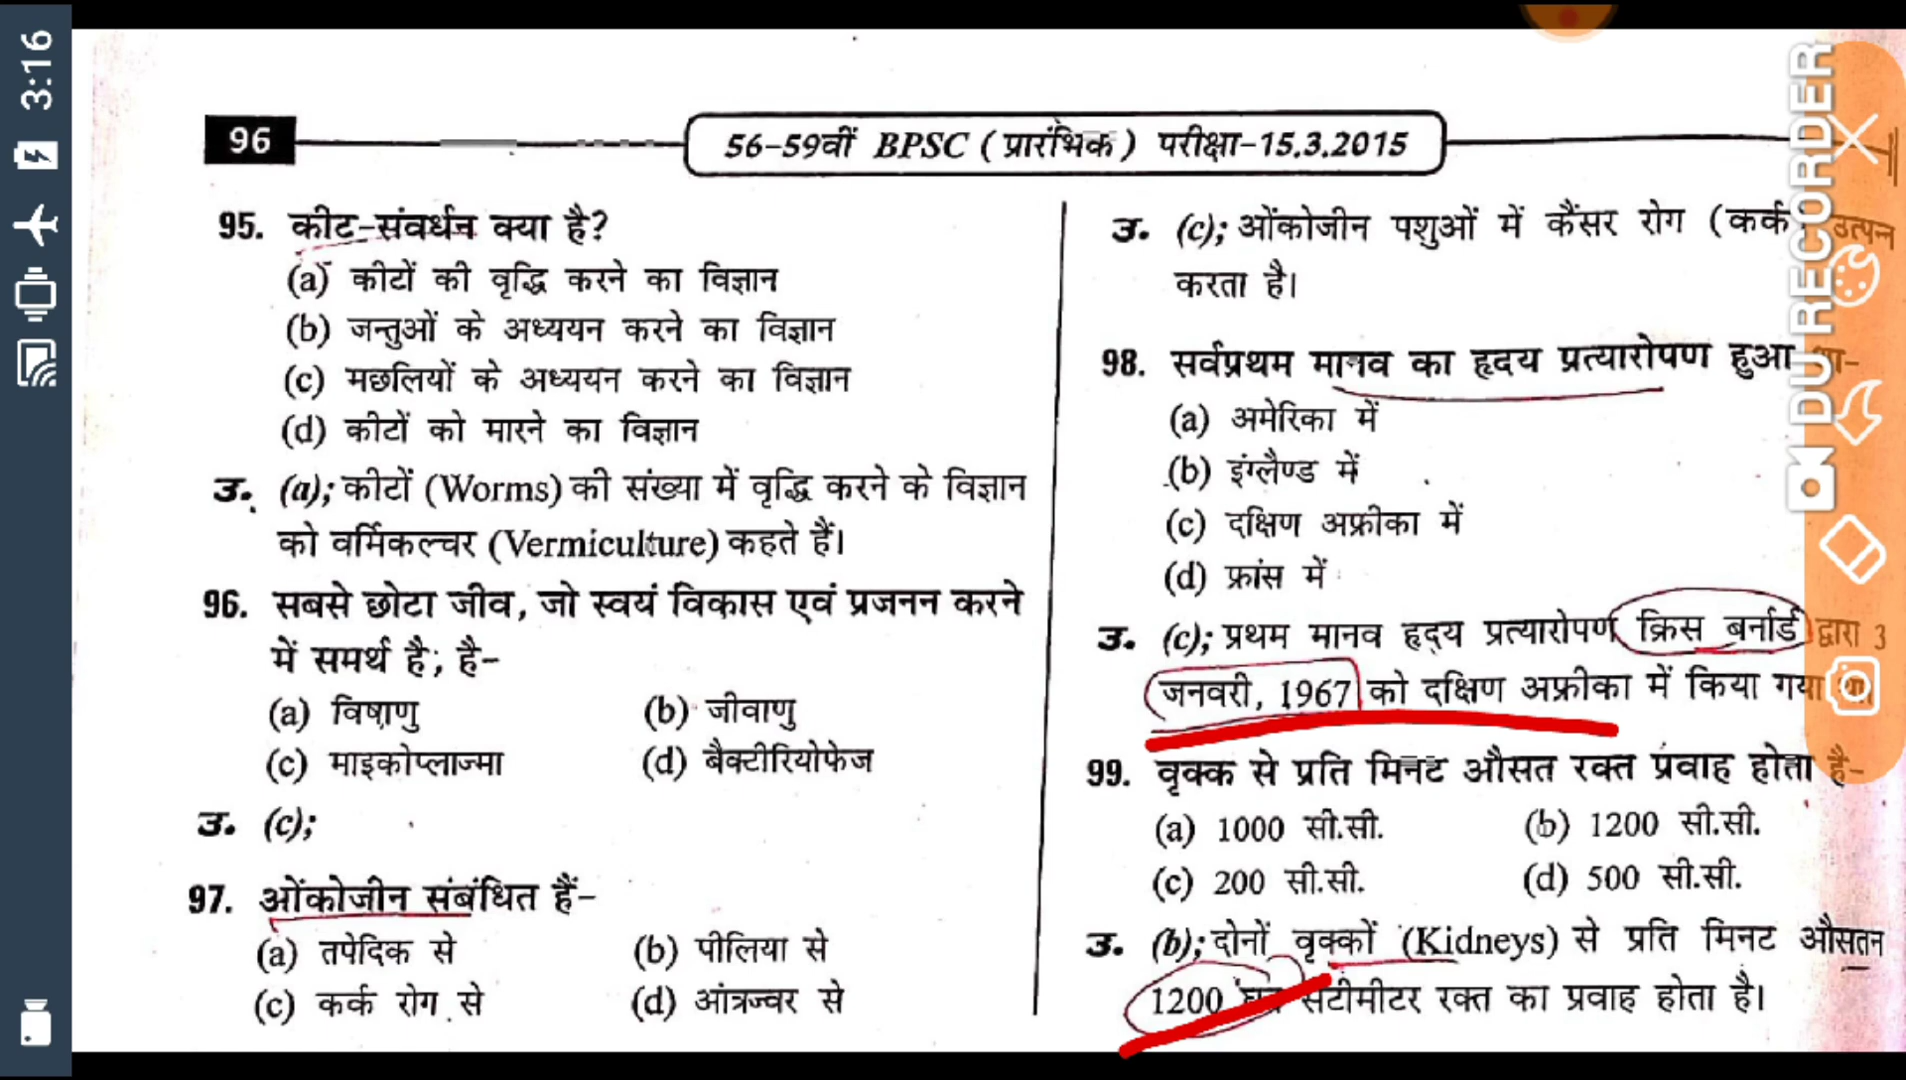 3:16
96
56-59वीं BPSC (प्रारंभिक) परीक्षा-15.3.2015
95. कीट-संवर्धन क्या है?
(a) कीटों की वृद्धि करने का विज्ञान
(b) जन्तुओं के अध्ययन करने का विज्ञान
(c) मछलियों के अध्ययन करने का विज्ञान
(d) कीटों को मारने का विज्ञान
उ. (a); कीटों (Worms) की संख्या में वृद्धि करने के विज्ञान
को वर्मिकल्चर (Vermiculture) कहते हैं।
96. सबसे छोटा जीव, जो स्वयं विकास एवं प्रजनन करने
में समर्थ है; है-
(a) विषाणु (b) जीवाणु
(c) माइकोप्लाज्मा (d) बैक्टीरियोफेज
उ. (c);
97. ओंकोजीन संबंधित हैं-
(a) तपेदिक से (b) पीलिया से
(c) कर्क रोग से (d) आंत्रज्वर से
उ. (c); ओंकोजीन पशुओं में कैंसर रोग (कर्क उत्पन्न
करता है।
98. सर्वप्रथम मानव का हृदय प्रत्यारोपण हुआ
(a) अमेरिका में
(b) इंग्लैण्ड में
(c) दक्षिण अफ्रीका में
(d) फ्रांस में
उ. (c); प्रथम मानव हृदय प्रत्यारोपण क्रिस बर्नार्ड द्वारा 3
जनवरी, 1967 को दक्षिण अफ्रीका में किया गया
99. वृक्क से प्रति मिनट औसत रक्त प्रवाह होता है-
(a) 1000 सी.सी. (b) 1200 सी.सी.
(c) 200 सी.सी. (d) 500 सी.सी.
उ. (b); दोनों वृक्कों (Kidneys) से प्रति मिनट औसतन
1200 घन सेंटीमीटर रक्त का प्रवाह होता है।
DU RECORDER